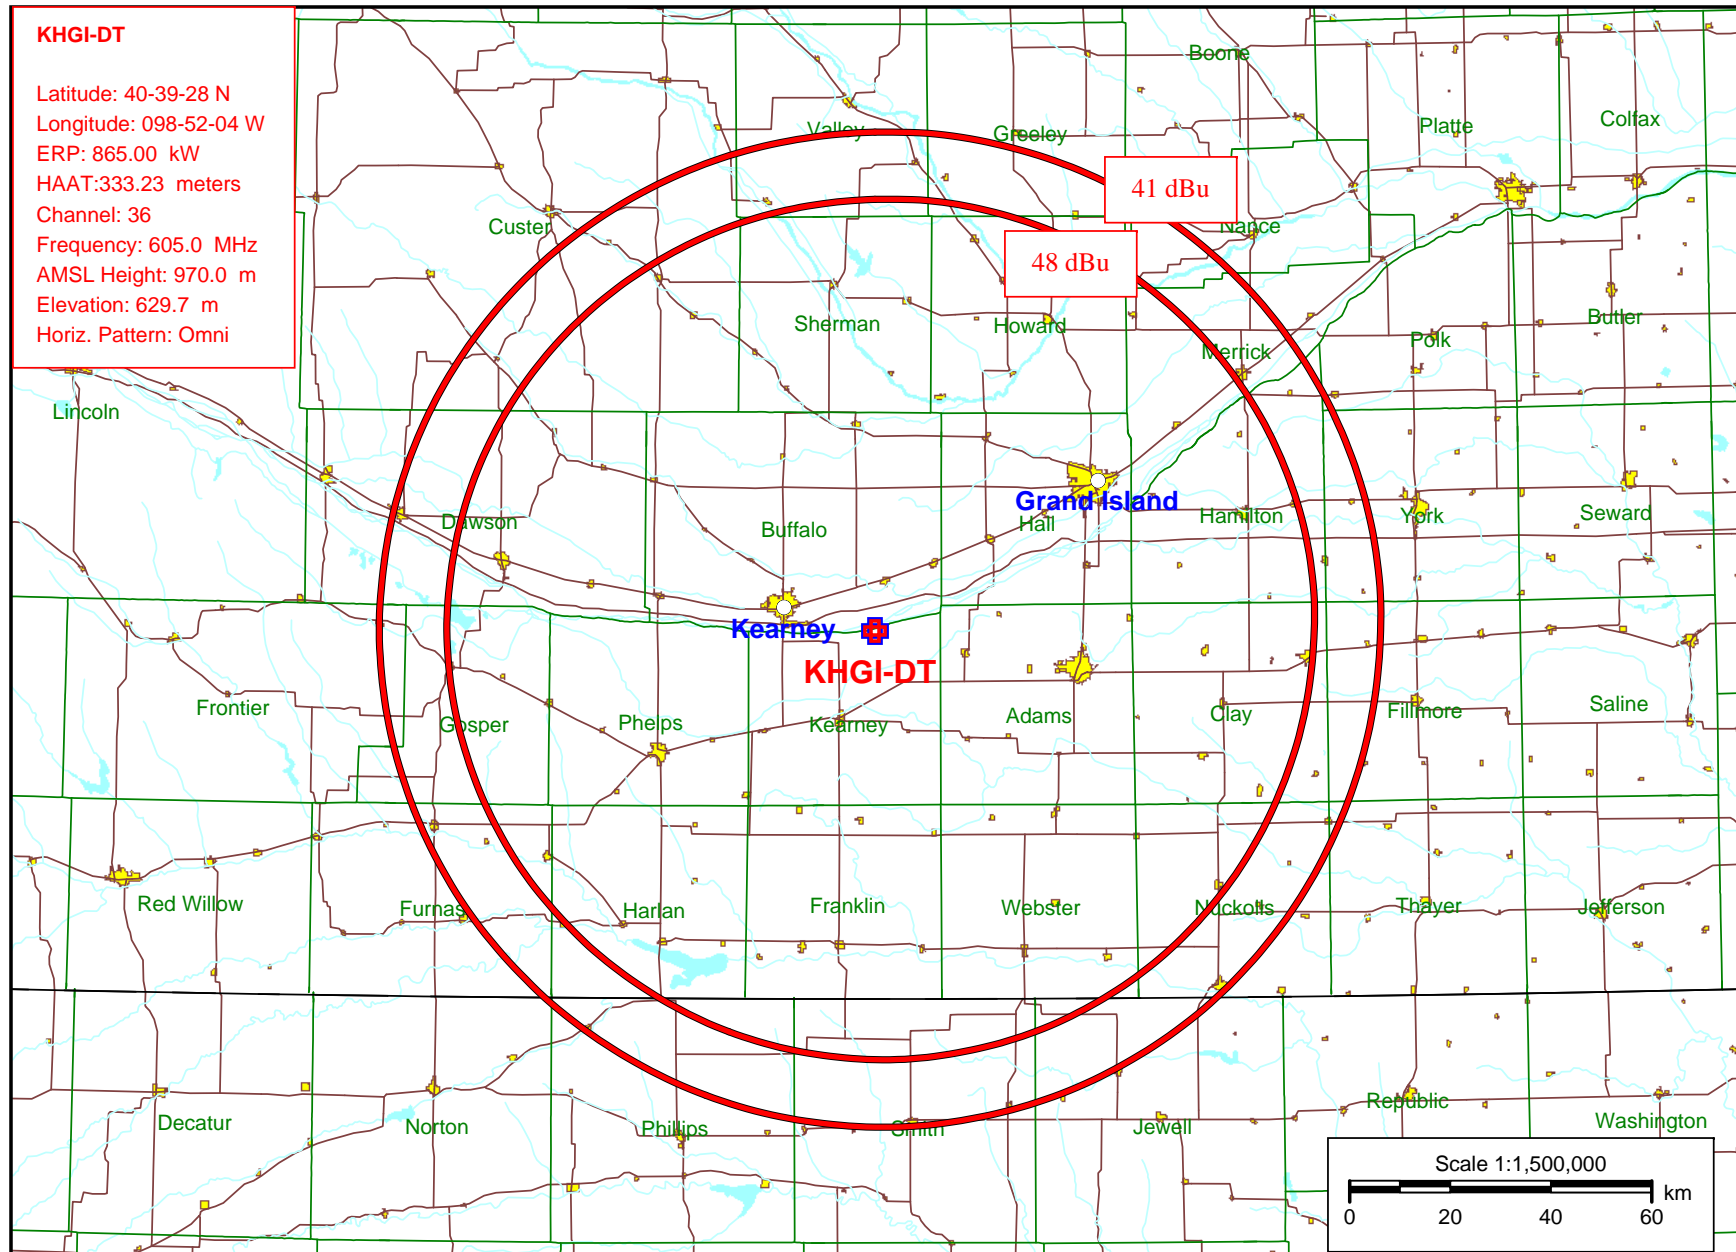 KHGI-DT
Latitude: 40-39-28 N
Longitude: 098-52-04 W
ERP: 865.00 kW
HAAT:333.23 meters
Channel: 36
Frequency: 605.0 MHz
AMSL Height: 970.0 m
Elevation: 629.7 m
Horiz. Pattern: Omni
Boone
Valley
Greeley
Platte
Colfax
41 dBu
Custer
Nance
48 dBu
Sherman
Howard
Merrick
Polk
Butler
Lincoln
Grand Island
Dawson
Buffalo
Hall
Hamilton
York
Seward
Kearney
KHGI-DT
Frontier
Gosper
Phelps
Kearney
Adams
Clay
Fillmore
Saline
Red Willow
Furnas
Harlan
Franklin
Webster
Nuckolls
Thayer
Jefferson
Decatur
Norton
Phillips
Smith
Jewell
Republic
Washington
Scale 1:1,500,000
km
0 20 40 60